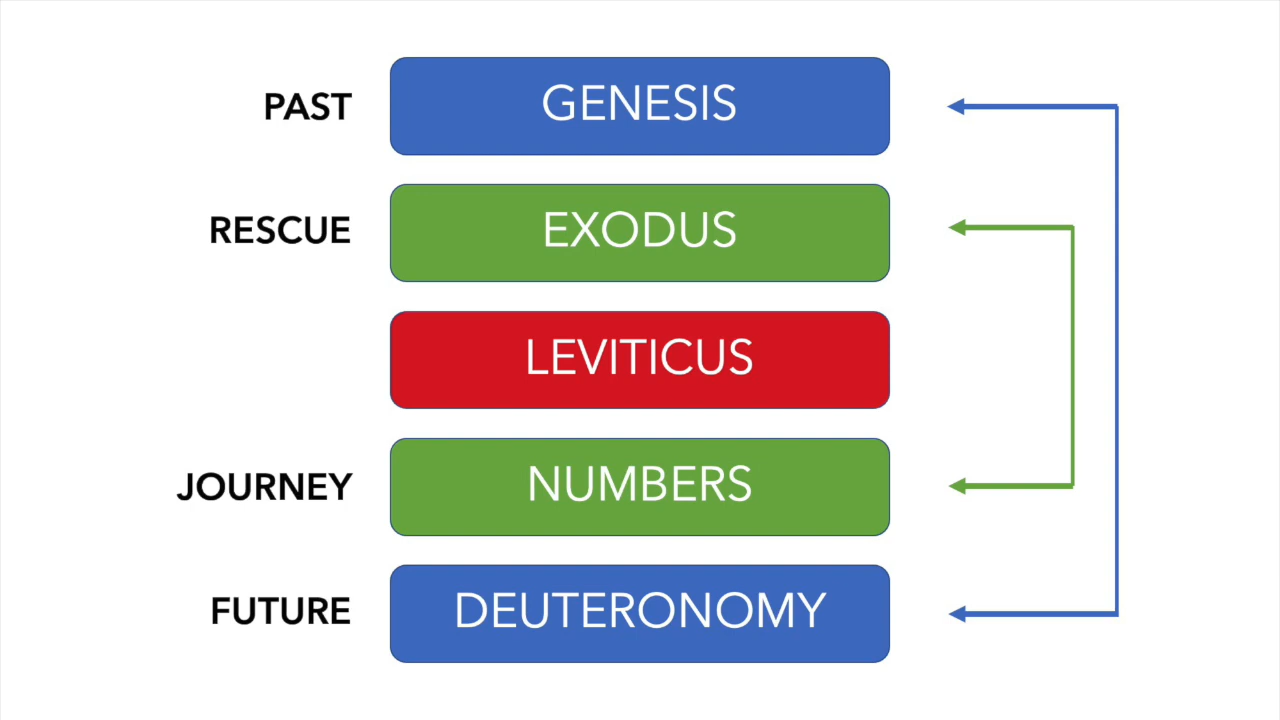 PAST
GENESIS
RESCUE
EXODUS
LEVITICUS
JOURNEY
NUMBERS
FUTURE
DEUTERONOMY